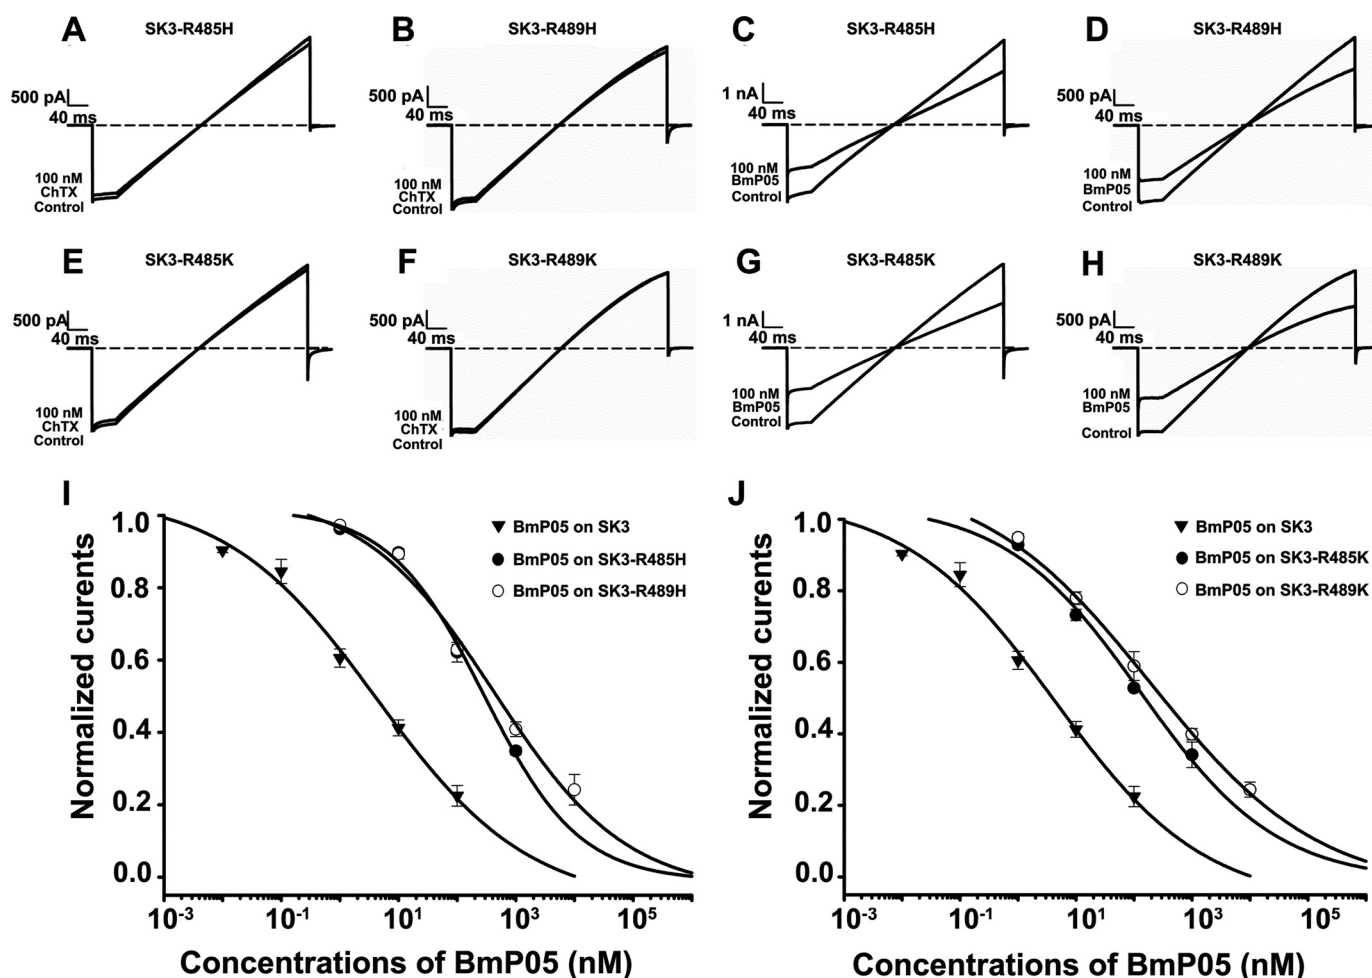 A
SK3-R485H
500 pA
40 ms
100 nM
ChTX
Control
B
SK3-R489H
500 pA
40 ms
100 nM
ChTX
Control
C
SK3-R485H
1 nA
40 ms
100 nM
BmP05
Control
D
SK3-R489H
500 pA
40 ms
100 nM
BmP05
Control
E
SK3-R485K
500 pA
40 ms
100 nM
ChTX
Control
F
SK3-R489K
500 pA
40 ms
100 nM
ChTX
Control
G
SK3-R485K
1 nA
40 ms
100 nM
BmP05
Control
H
SK3-R489K
500 pA
40 ms
100 nM
BmP05
Control
I
Normalized curents
1.0
0.8
0.6
0.4
0.2
0.0
BmP05 on SK3
BmP05 on SK3-R485H
BmP05 on SK3-R489H
10-3 10-1 101 103 105
Concentrations of BmP05 (nM)
J
Normalized curents
1.0
0.8
0.6
0.4
0.2
0.0
BmP05 on SK3
BmP05 on SK3-R485K
BmP05 on SK3-R489K
10-3 10-1 101 103 105
Concentrations of BmP05 (nM)